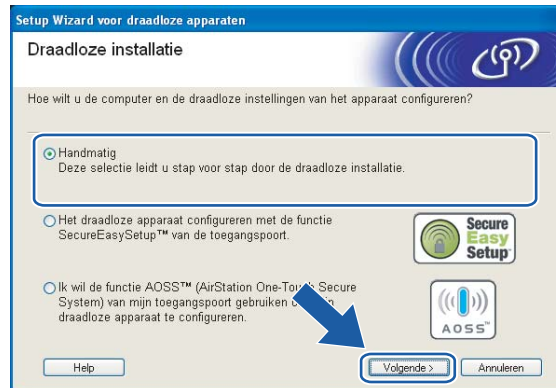 Setup Wizard voor draadloze apparaten
Draadloze installatie
Hoe wilt u de computer en de draadloze instellingen van het apparaat configureren?
Handmatig
Deze selectie leidt u stap voor stap door de draadloze installatie.
Het draadloze apparaat configureren met de functie
SecureEasySetup™ van de toegangspoort.
Secure
Easy
Setup
Ik wil de functie AOSS™ (AirStation One-Touch Secure
System) van mijn toegangspoort gebruiken
draadloze apparaat te configureren.
AOSS™
Help
Volgende >
Annuleren